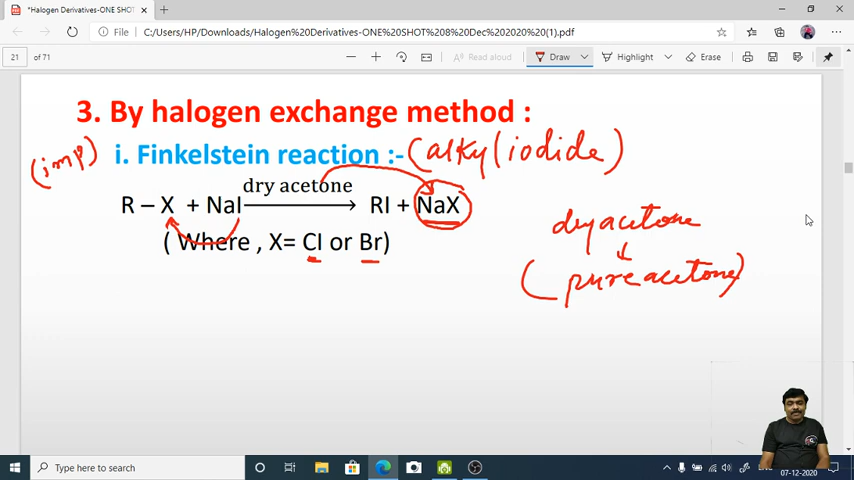 *Halogen Derivatives-ONE SHOT
File
C:/Users/HP/Downloads/Halogen%20Derivatives-ONE%20SHOT%208%20Dec%202020%20(1).pdf
21 of 71
Read aloud
Draw
Highlight
Erase
3. By halogen exchange method :
(imp)
i. Finkelstein reaction :- (alkyl iodide)
dry acetone
R – X + NaI RI + NaX
( Where , X= CI or Br)
dry acetone
(pure acetone)
Type here to search
07-12-2020